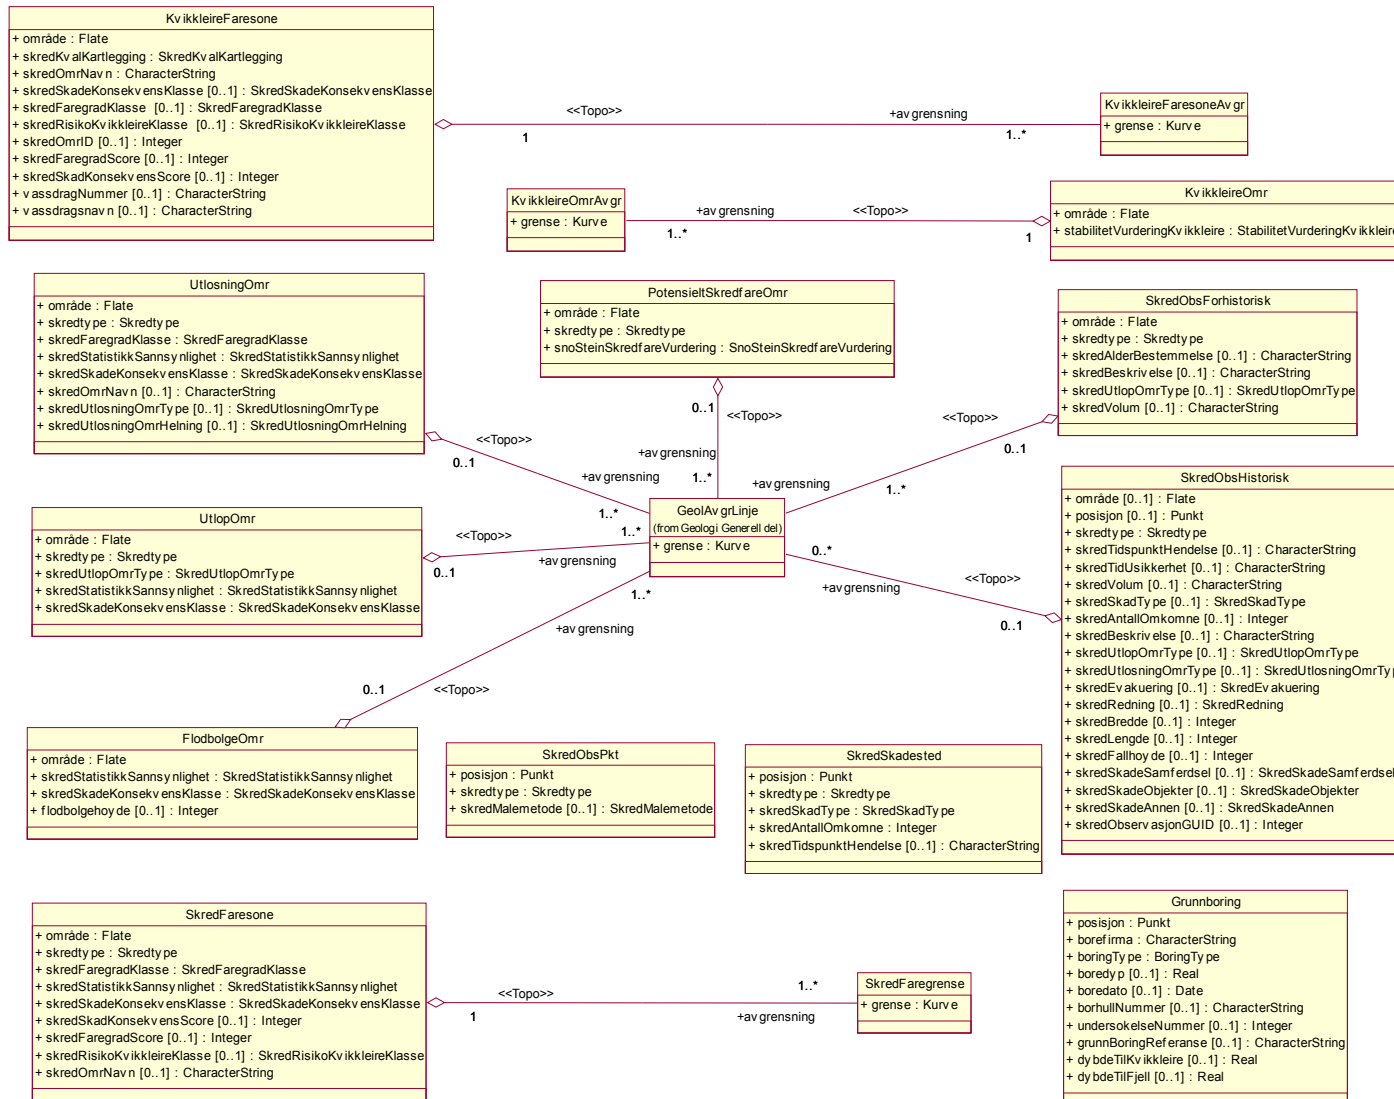 KvikkleireFaresone
+ område : Flate
+ skredKvalKartlegging : SkredKvalKartlegging
+ skredOmrNavn : CharacterString
+ skredSkadeKonsekvensKlasse [0..1] : SkredSkadeKonsekvensKlasse
+ skredFaregradKlasse [0..1] : SkredFaregradKlasse
+ skredRisikoKvikkleireKlasse [0..1] : SkredRisikoKvikkleireKlasse
+ skredOmrID [0..1] : Integer
+ skredFaregradScore [0..1] : Integer
+ skredSkadKonsekvensScore [0..1] : Integer
+ vassdragNummer [0..1] : CharacterString
+ vassdragsnavn [0..1] : CharacterString
<<Topo>>
1
+avgrensning
1..*
KvikkleireFaresoneAvgr
+ grense : Kurve
KvikkleireOmrAvgr
+ grense : Kurve
+avgrensning
1..*
<<Topo>>
1
KvikkleireOmr
+ område : Flate
+ stabilitetVurderingKvikkleire : StabilitetVurderingKvikkleire
UtlosningOmr
+ område : Flate
+ skredtype : Skredtype
+ skredFaregradKlasse : SkredFaregradKlasse
+ skredStatistikkSannsynlighet : SkredStatistikkSannsynlighet
+ skredSkadeKonsekvensKlasse : SkredSkadeKonsekvensKlasse
+ skredOmrNavn [0..1] : CharacterString
+ skredUtlosningOmrType [0..1] : SkredUtlosningOmrType
+ skredUtlosningOmrHelning [0..1] : SkredUtlosningOmrHelning
<<Topo>>
0..1
+avgrensning
1..*
PotensieltSkredfareOmr
+ område : Flate
+ skredtype : Skredtype
+ snoSteinSkredfareVurdering : SnoSteinSkredfareVurdering
0..1
<<Topo>>
+avgrensning
1..*
SkredObsForhistorisk
+ område : Flate
+ skredtype : Skredtype
+ skredAlderBestemmelse [0..1] : CharacterString
+ skredBeskrivelse [0..1] : CharacterString
+ skredUtlopOmrType [0..1] : SkredUtlopOmrType
+ skredVolum [0..1] : CharacterString
<<Topo>>
0..1
+avgrensning
1..*
GeolAvgrLinje
(from Geologi Generell del)
+ grense : Kurve
UtlopOmr
+ område : Flate
+ skredtype : Skredtype
+ skredUtlopOmrType : SkredUtlopOmrType
+ skredStatistikkSannsynlighet : SkredStatistikkSannsynlighet
+ skredSkadeKonsekvensKlasse : SkredSkadeKonsekvensKlasse
<<Topo>>
0..1
+avgrensning
1..*
SkredObsHistorisk
+ område [0..1] : Flate
+ posisjon [0..1] : Punkt
+ skredtype : Skredtype
+ skredTidspunktHendelse [0..1] : CharacterString
+ skredTidUsikkerhet [0..1] : CharacterString
+ skredVolum [0..1] : CharacterString
+ skredSkadType [0..1] : SkredSkadType
+ skredAntallOmkomne [0..1] : Integer
+ skredBeskrivelse [0..1] : CharacterString
+ skredUtlopOmrType [0..1] : SkredUtlopOmrType
+ skredUtlosningOmrType [0..1] : SkredUtlosningOmrTyp
+ skredEvakuering [0..1] : SkredEvakuering
+ skredRedning [0..1] : SkredRedning
+ skredBredde [0..1] : Integer
+ skredLengde [0..1] : Integer
+ skredFallhoyde [0..1] : Integer
+ skredSkadeSamferdsel [0..1] : SkredSkadeSamferdsel
+ skredSkadeObjekter [0..1] : SkredSkadeObjekter
+ skredSkadeAnnen [0..1] : SkredSkadeAnnen
+ skredObservasjonGUID [0..1] : Integer
0..*
+avgrensning
<<Topo>>
0..1
1..*
+avgrensning
0..1
<<Topo>>
FlodbolgeOmr
+ område : Flate
+ skredStatistikkSannsynlighet : SkredStatistikkSannsynlighet
+ skredSkadeKonsekvensKlasse : SkredSkadeKonsekvensKlasse
+ flodbolgehoyde [0..1] : Integer
SkredObsPkt
+ posisjon : Punkt
+ skredtype : Skredtype
+ skredMalemetode [0..1] : SkredMalemetode
SkredSkadested
+ posisjon : Punkt
+ skredtype : Skredtype
+ skredSkadType : SkredSkadType
+ skredAntallOmkomne : Integer
+ skredTidspunktHendelse [0..1] : CharacterString
SkredFaresone
+ område : Flate
+ skredtype : Skredtype
+ skredFaregradKlasse : SkredFaregradKlasse
+ skredStatistikkSannsynlighet : SkredStatistikkSannsynlighet
+ skredSkadeKonsekvensKlasse : SkredSkadeKonsekvensKlasse
+ skredSkadKonsekvensScore [0..1] : Integer
+ skredFaregradScore [0..1] : Integer
+ skredRisikoKvikkleireKlasse [0..1] : SkredRisikoKvikkleireKlasse
+ skredOmrNavn [0..1] : CharacterString
<<Topo>>
1
1..*
+avgrensning
SkredFaregrense
+ grense : Kurve
Grunnboring
+ posisjon : Punkt
+ borefirma : CharacterString
+ boringType : BoringType
+ boredyp [0..1] : Real
+ boredato [0..1] : Date
+ borhullNummer [0..1] : CharacterString
+ undersokelseNummer [0..1] : Integer
+ grunnBoringReferanse [0..1] : CharacterString
+ dybdeTilKvikkleire [0..1] : Real
+ dybdeTilFjell [0..1] : Real